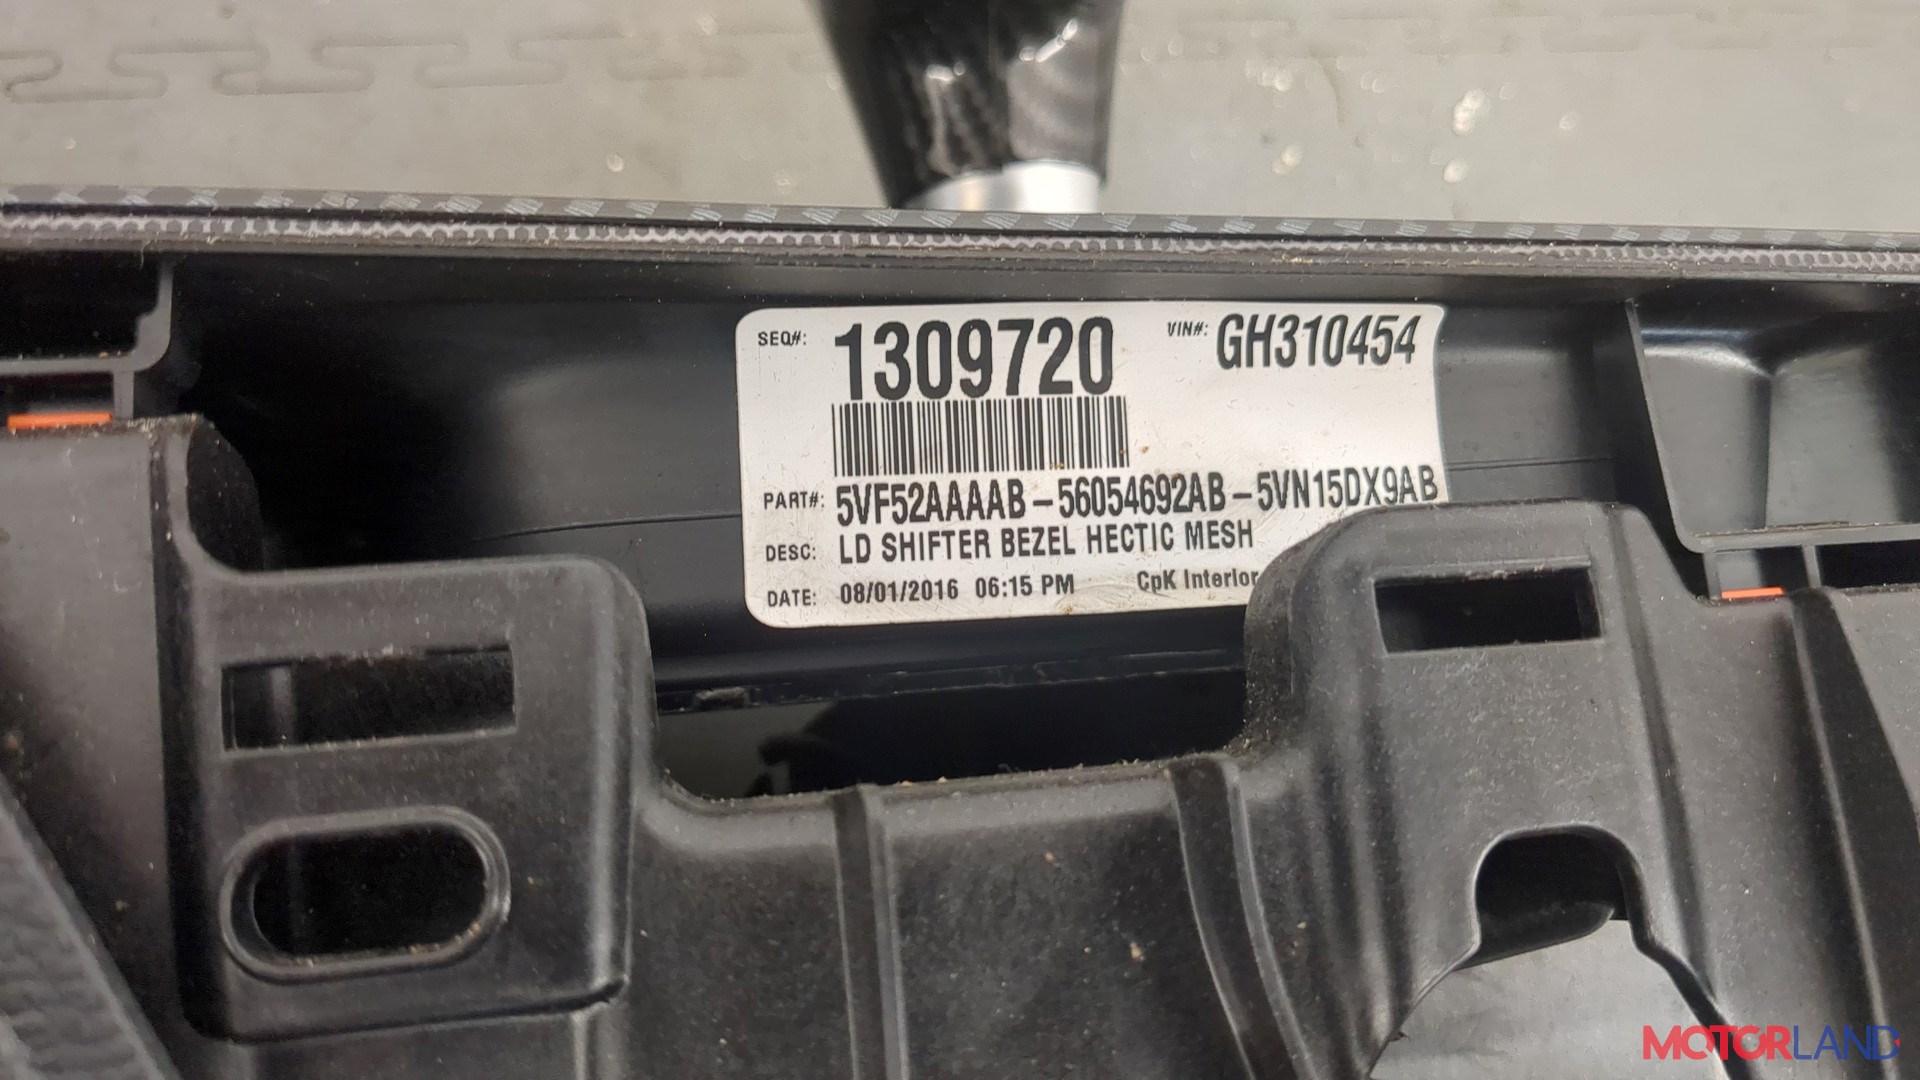 SEQ#: 1309720 VIN#: GH310454
PART#: 5VF52AAAAB-56054692AB-5VN15DX9AB
DESC: LD SHIFTER BEZEL HECTIC MESH
DATE: 08/01/2016 06:15 PM CpK Interior
MOTORLAND